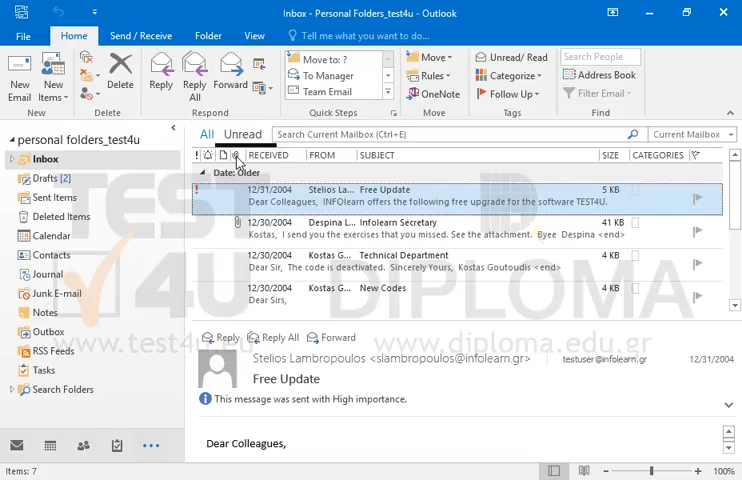 Inbox - Personal Folders_test4u - Outlook
File Home Send / Receive Folder View Tell me what you want to do...
New Email
New Items
Delete
Reply
Reply All
Forward
Move to: ?
To Manager
Team Email
Move
Rules
OneNote
Unread/ Read
Categorize
Follow Up
Search People
Address Book
Filter Email
New Delete Respond Quick Steps Move Tags Find
personal folders_test4u
Inbox
Drafts [2]
Sent Items
Deleted Items
Calendar
Contacts
Journal
Junk E-mail
Notes
Outbox
RSS Feeds
Tasks
Search Folders
All Unread Search Current Mailbox (Ctrl+E) Current Mailbox
RECEIVED FROM SUBJECT SIZE CATEGORIES
Date: Older
12/31/2004 Stelios La... Free Update 5 KB
Dear Colleagues, INFOlearn offers the following free upgrade for the software TEST4U.
12/30/2004 Despina L... Infolearn Secretary 41 KB
Kostas, I send you the exercises that you missed. See the attachment. Byee Despina <end>
12/30/2004 Kostas G... Technical Department 4 KB
Dear Sir, The code is deactivated. Sincerely Yours, Kostas Goutoudis <end>
12/30/2004 Kostas G... New Codes 4 KB
Dear Sirs,
TEST 4U DIPLOMA
www.test4u.eu www.diploma.edu.gr
Reply Reply All Forward
Stelios Lambropoulos <slambropoulos@infolearn.gr> testuser@infolearn.gr 12/31/2004
Free Update
This message was sent with High importance.
Dear Colleagues,
Items: 7 100%